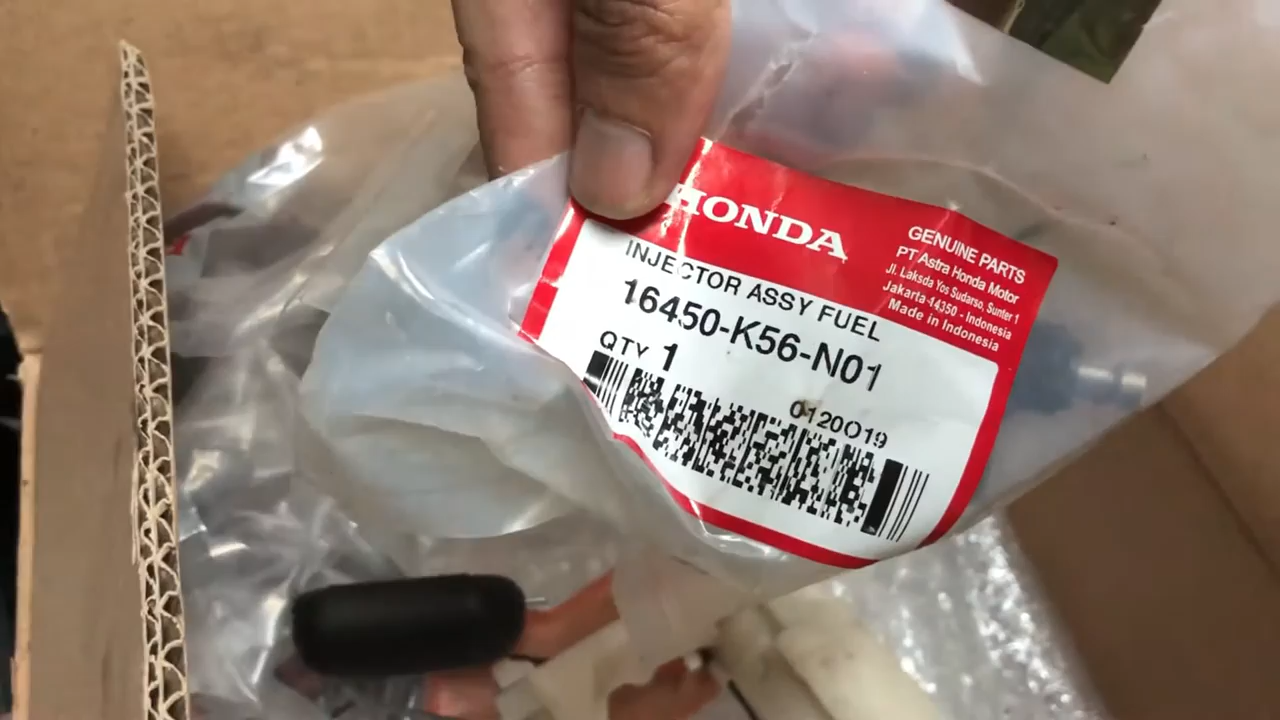 HONDA
GENUINE PARTS
PT Astra Honda Motor
Jl. Laksda Yos Sudarso, Sunter 1
Jakarta-14350 - Indonesia
Made in Indonesia
INJECTOR ASSY FUEL
16450-K56-N01
QTY 1
0120O19